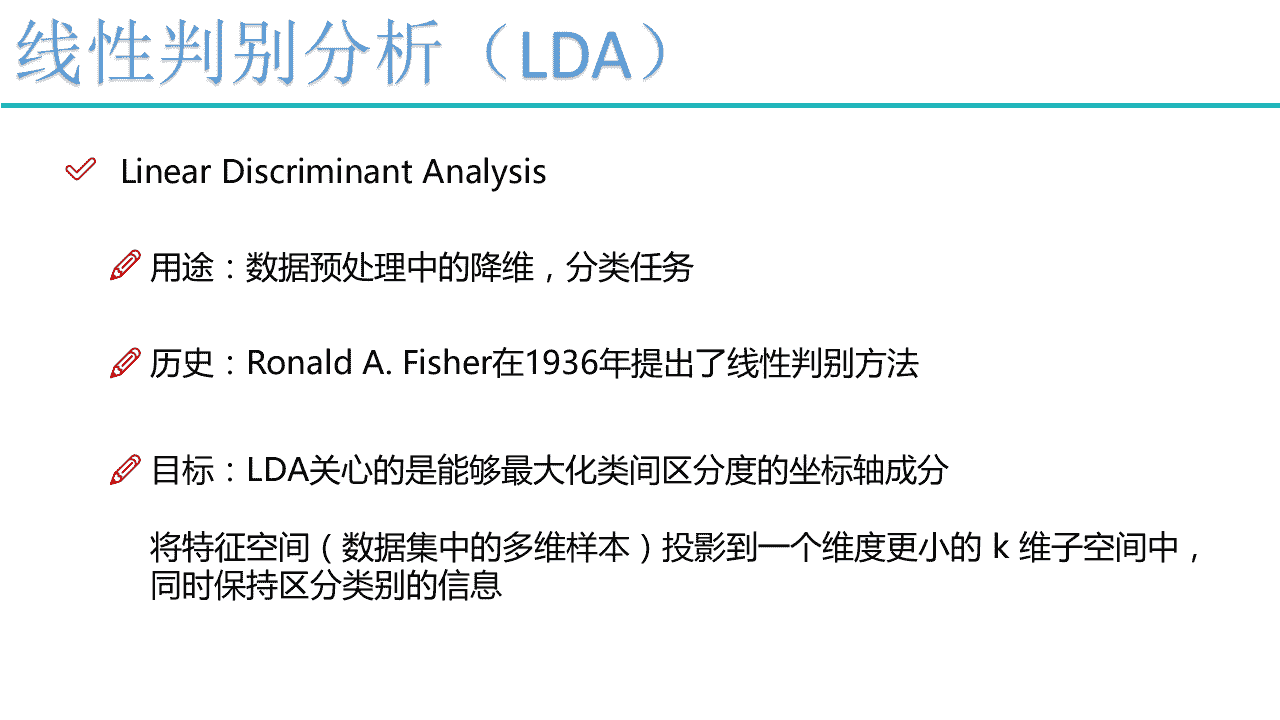 线性判别分析（LDA）
Linear Discriminant Analysis
用途：数据预处理中的降维，分类任务
历史：Ronald A. Fisher在1936年提出了线性判别方法
目标：LDA关心的是能够最大化类间区分度的坐标轴成分
将特征空间（数据集中的多维样本）投影到一个维度更小的 k 维子空间中，
同时保持区分类别的信息